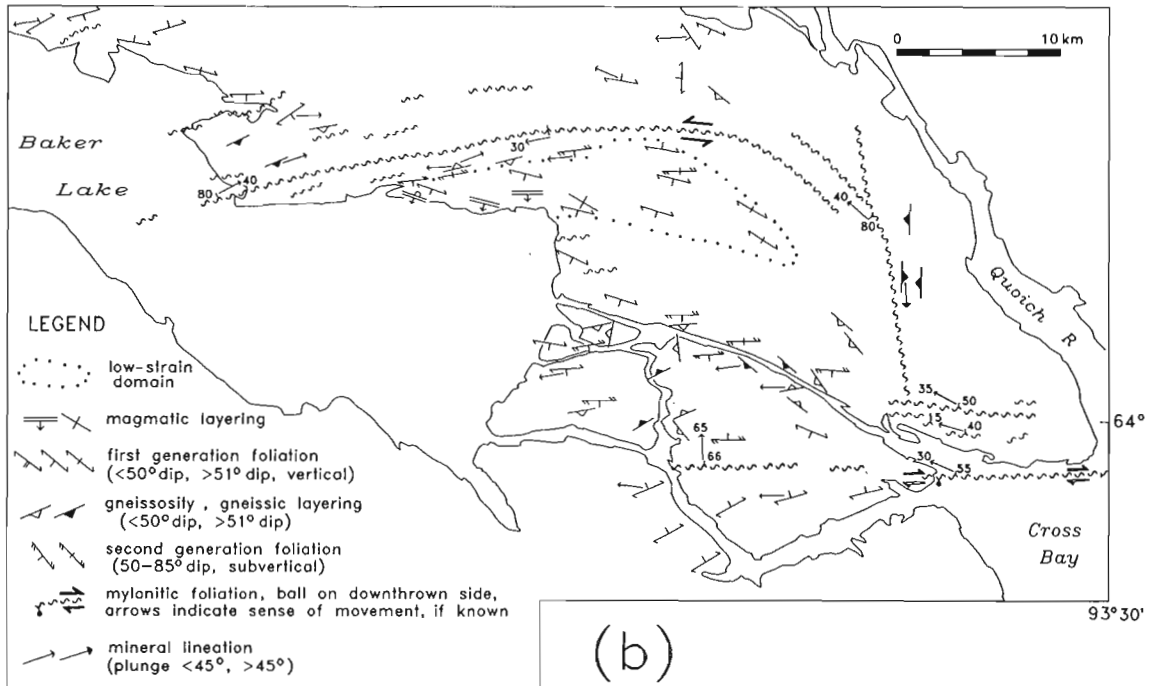 0 10 km
Baker
Lake
30
40
80
40
80
Quoich R
LEGEND
low-strain
domain
magmatic layering
first generation foliation
(<50° dip, >51° dip, vertical)
gneissosity, gneissic layering
(<50° dip, >51° dip)
second generation foliation
(50-85° dip, subvertical)
mylonitic foliation, ball on downthrown side,
arrows indicate sense of movement, if known
mineral lineation
(plunge <45°, >45°)
35
50
15
40
64°
65
66
30
55
Cross
Bay
93°30'
(b)